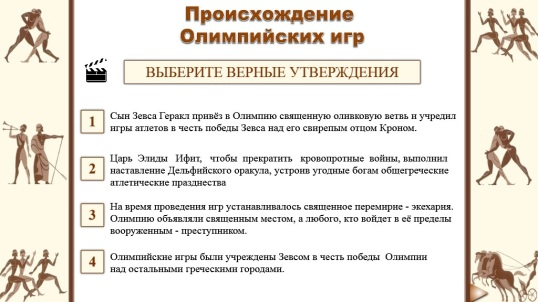 Происхождение
Олимпийских игр
ВЫБЕРИТЕ ВЕРНЫЕ УТВЕРЖДЕНИЯ
1 Сын Зевса Геракл привёз в Олимпию священную оливковую ветвь и учредил
игры атлетов в честь победы Зевса над его свирепым отцом Кроном.
2 Царь Элиды Ифит, чтобы прекратить кровопротные войны, выполнил
наставление Дельфийского оракула, устроив угодные богам общегреческие
атлетические празднества
3 На время проведения игр устанавливалось священное перемирие - экехария.
Олимпию объявляли священным местом, а любого, кто войдет в её пределы
вооруженным - преступником.
4 Олимпийские игры были учреждены Зевсом в честь победы Олимпии
над остальными греческими городами.